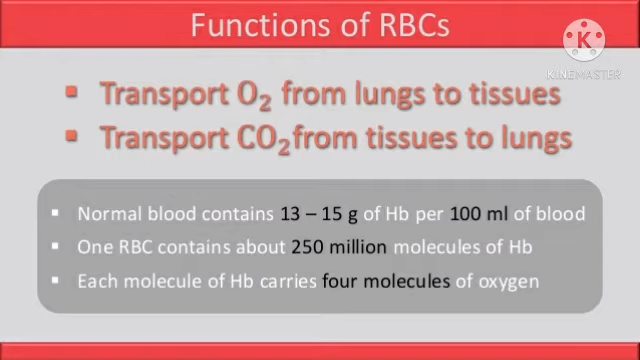 Functions of RBCs
K
KINEMASTER
▪ Transport O₂ from lungs to tissues
▪ Transport CO₂ from tissues to lungs
▪ Normal blood contains 13 – 15 g of Hb per 100 ml of blood
▪ One RBC contains about 250 million molecules of Hb
▪ Each molecule of Hb carries four molecules of oxygen